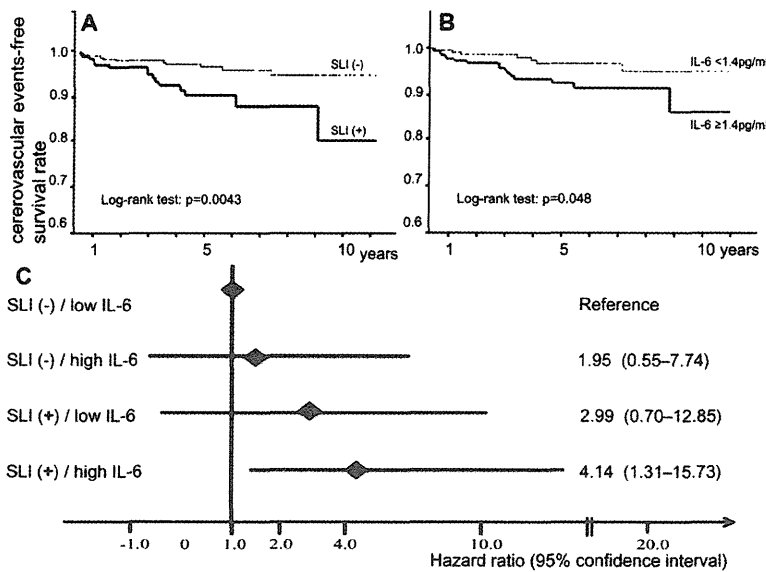 A
B
cererovascular events-free
survival rate
1.0
0.9
0.8
0.7
0.6
SLI (-)
SLI (+)
Log-rank test: p=0.0043
1 5 10 years
1.0
0.9
0.8
0.7
0.6
IL-6 <1.4pg/m
IL-6 ≥1.4pg/m
Log-rank test: p=0.048
1 5 10 years
C
SLI (-) / low IL-6 Reference
SLI (-) / high IL-6 1.95 (0.55–7.74)
SLI (+) / low IL-6 2.99 (0.70–12.85)
SLI (+) / high IL-6 4.14 (1.31–15.73)
-1.0 0 1.0 2.0 4.0 10.0 20.0
Hazard ratio (95% confidence interval)